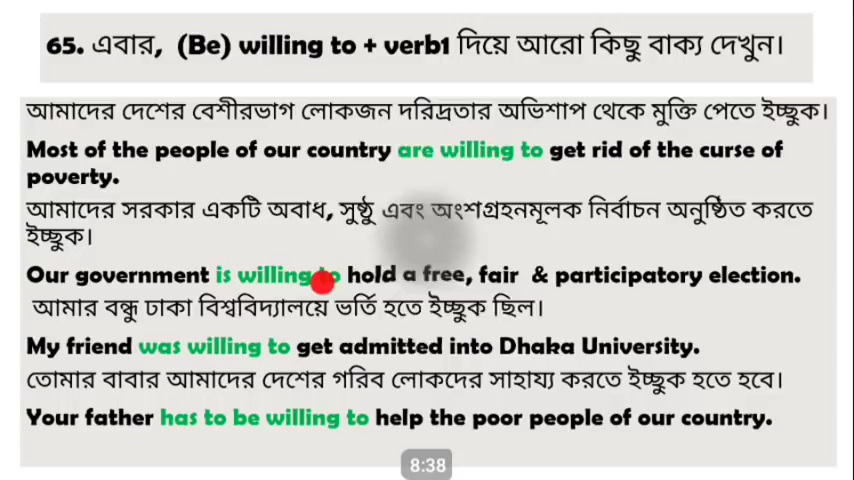 65. এবার, (Be) willing to + verb1 দিয়ে আরো কিছু বাক্য দেখুন।
আমাদের দেশের বেশীরভাগ লোকজন দরিদ্রতার অভিশাপ থেকে মুক্তি পেতে ইচ্ছুক।
Most of the people of our country are willing to get rid of the curse of
poverty.
আমাদের সরকার একটি অবাধ, সুষ্ঠু এবং অংশগ্রহনমূলক নির্বাচন অনুষ্ঠিত করতে
ইচ্ছুক।
Our government is willing to hold a free, fair & participatory election.
আমার বন্ধু ঢাকা বিশ্ববিদ্যালয়ে ভর্তি হতে ইচ্ছুক ছিল।
My friend was willing to get admitted into Dhaka University.
তোমার বাবার আমাদের দেশের গরিব লোকদের সাহায্য করতে ইচ্ছুক হতে হবে।
Your father has to be willing to help the poor people of our country.
8:38